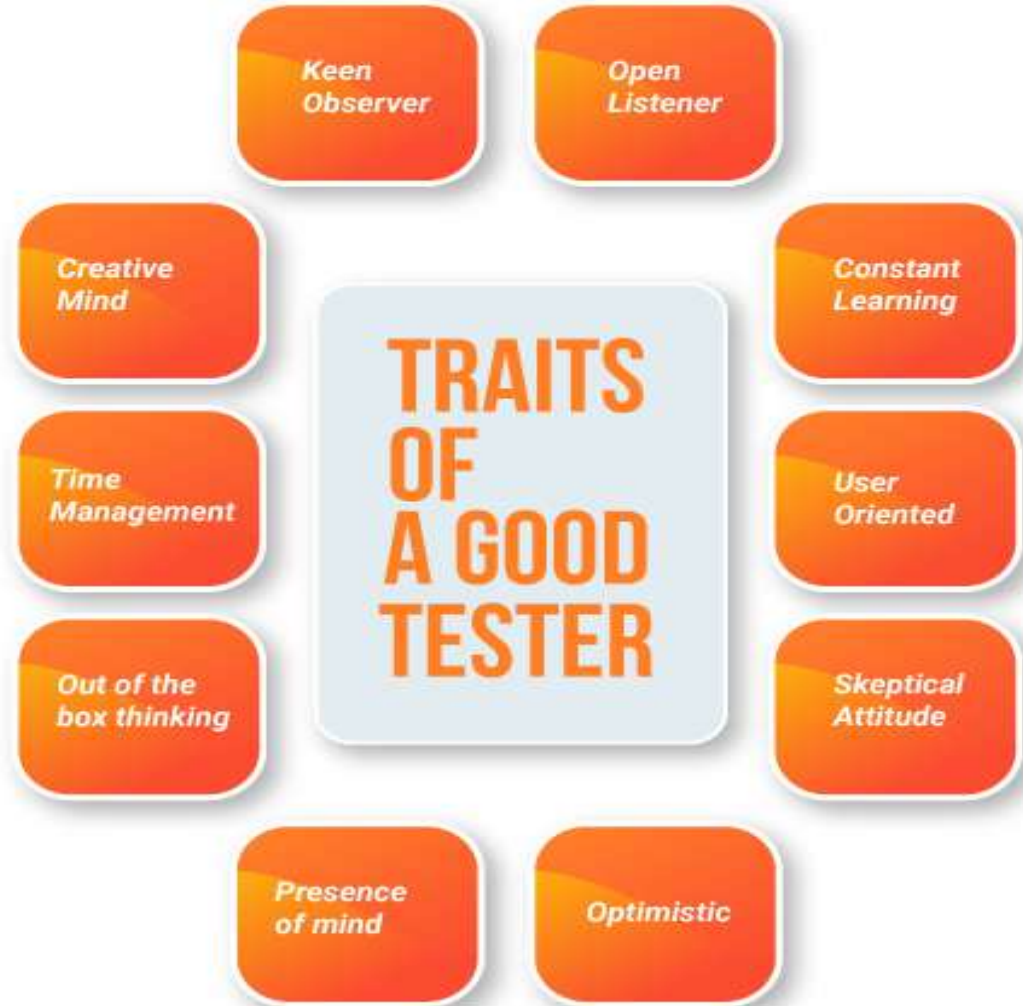 Keen
Observer
Open
Listener
Creative
Mind
Constant
Learning
TRAITS
OF
A GOOD
TESTER
Time
Management
User
Oriented
Out of the
box thinking
Skeptical
Attitude
Presence
of mind
Optimistic